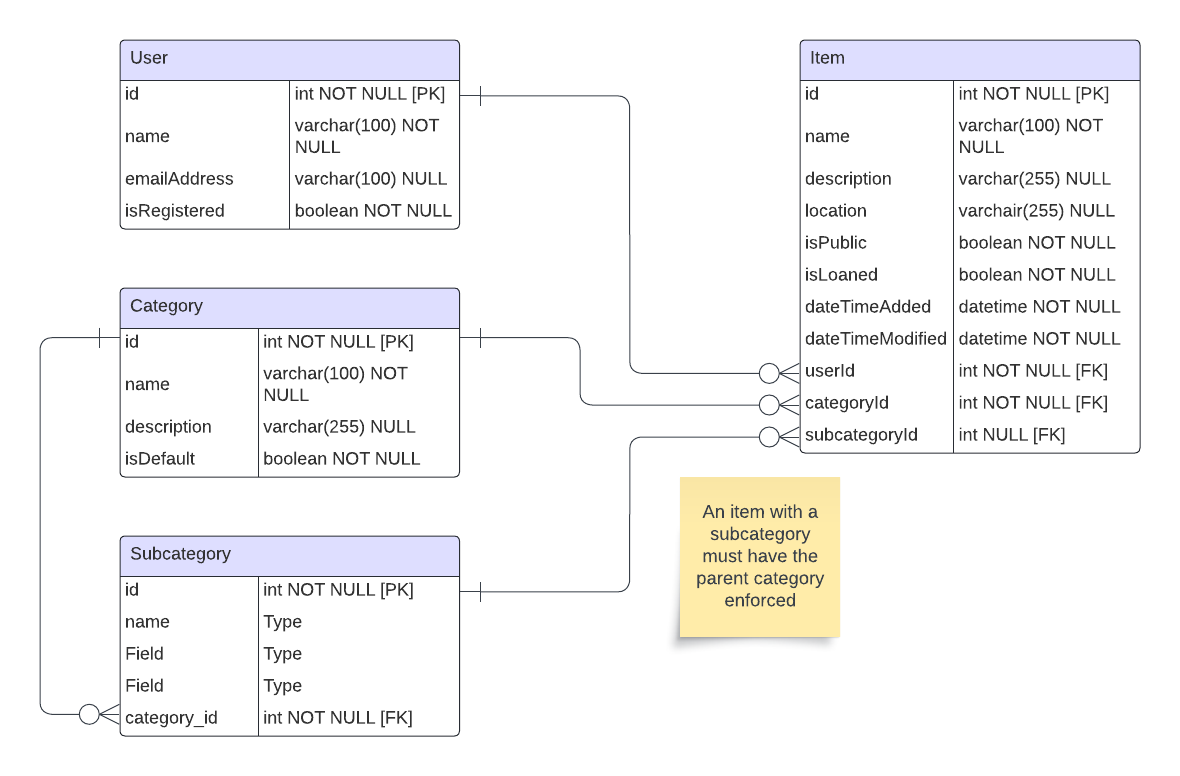 User
id int NOT NULL [PK]
name varchar(100) NOT
NULL
emailAddress varchar(100) NULL
isRegistered boolean NOT NULL
Category
id int NOT NULL [PK]
name varchar(100) NOT
NULL
description varchar(255) NULL
isDefault boolean NOT NULL
Subcategory
id int NOT NULL [PK]
name Type
Field Type
Field Type
category_id int NOT NULL [FK]
Item
id int NOT NULL [PK]
name varchar(100) NOT
NULL
description varchar(255) NULL
location varchair(255) NULL
isPublic boolean NOT NULL
isLoaned boolean NOT NULL
dateTimeAdded datetime NOT NULL
dateTimeModified datetime NOT NULL
userId int NOT NULL [FK]
categoryId int NOT NULL [FK]
subcategoryId int NULL [FK]
An item with a
subcategory
must have the
parent category
enforced